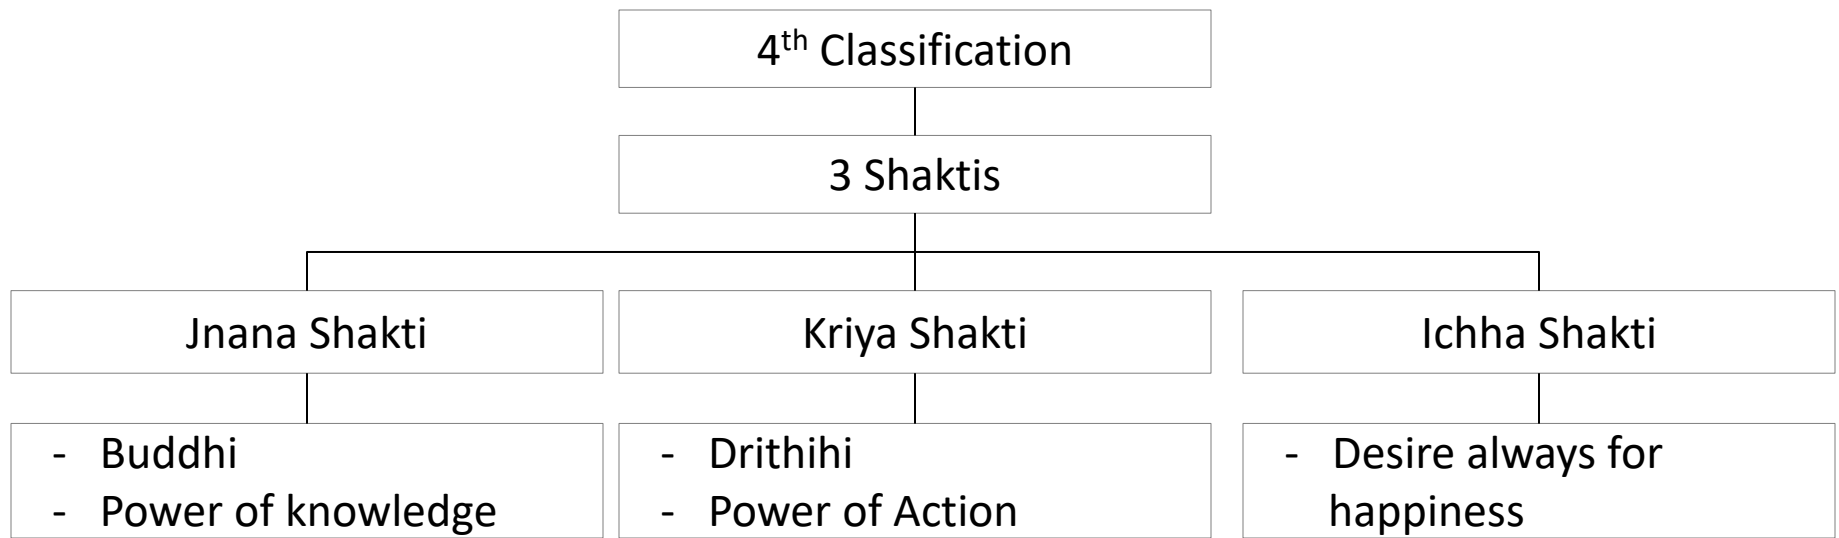 4th Classification
3 Shaktis
Jnana Shakti
Kriya Shakti
Ichha Shakti
- Buddhi
- Power of knowledge
- Drithihi
- Power of Action
- Desire always for
happiness